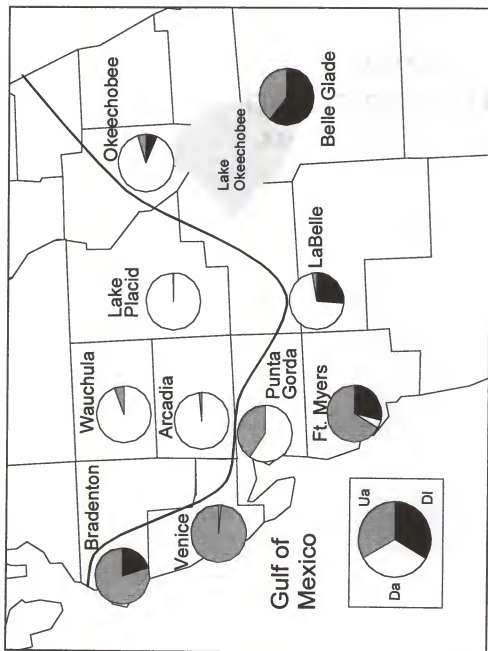 Okeechobee
Lake
Okeechobee
Belle Glade
Lake
Placid
LaBelle
Wauchula
Arcadia
Punta
Gorda
Ft. Myers
Bradenton
Venice
Gulf of
Mexico
Ua
Da
Dl